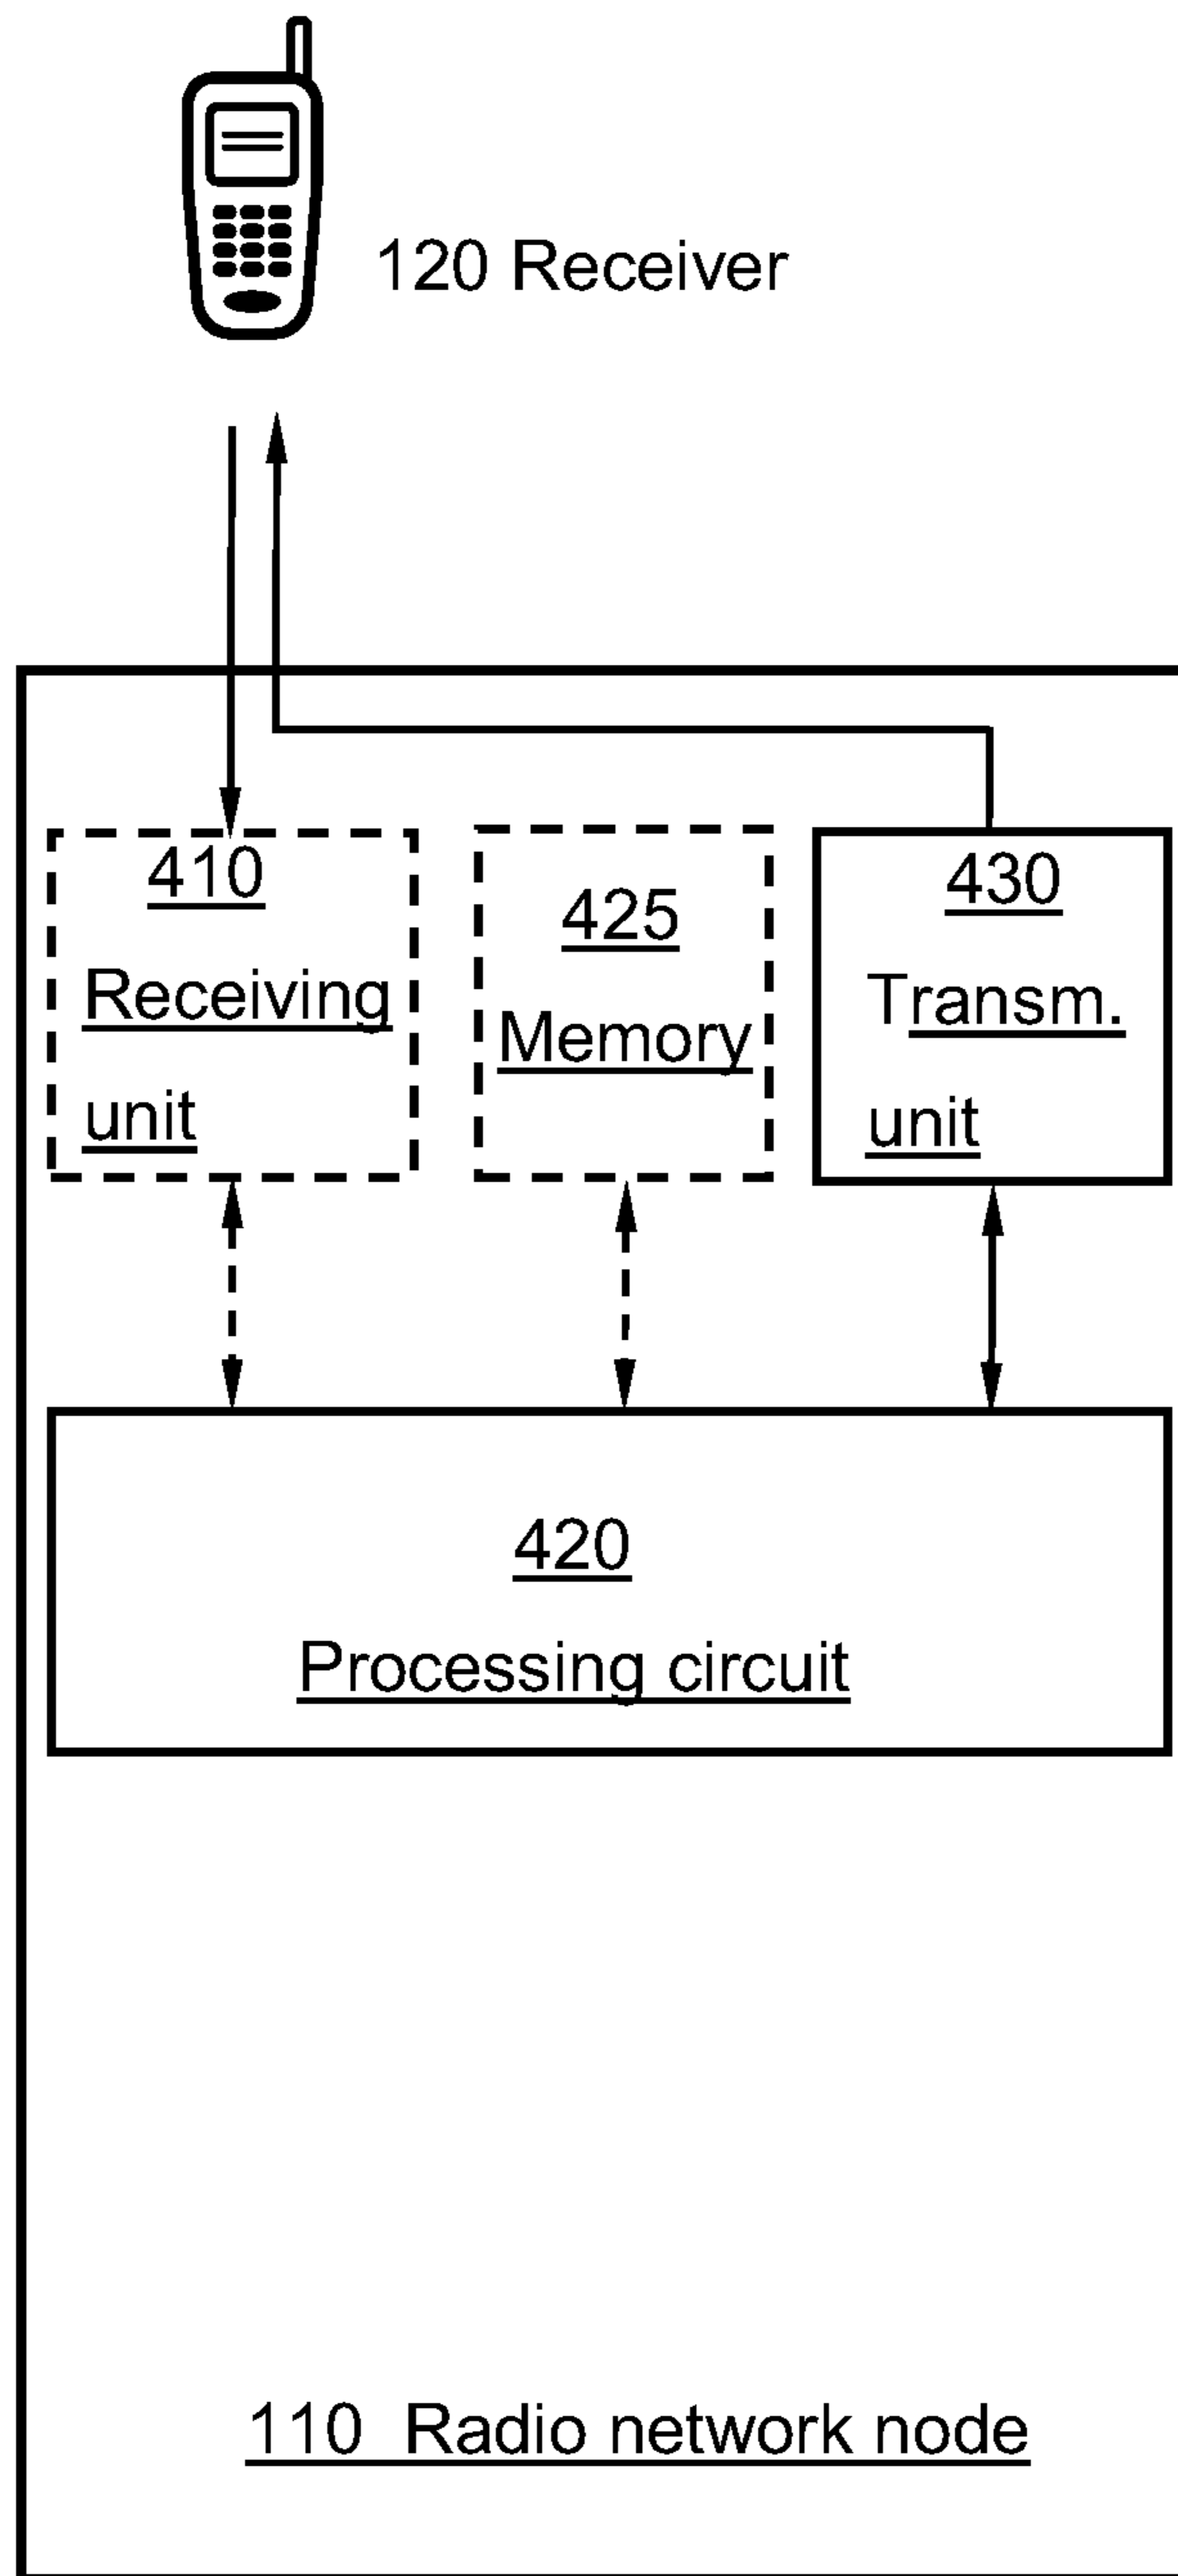 120 Receiver
410
Receiving
unit
425
Memory
430
Transm.
unit
420
Processing circuit
110 Radio network node